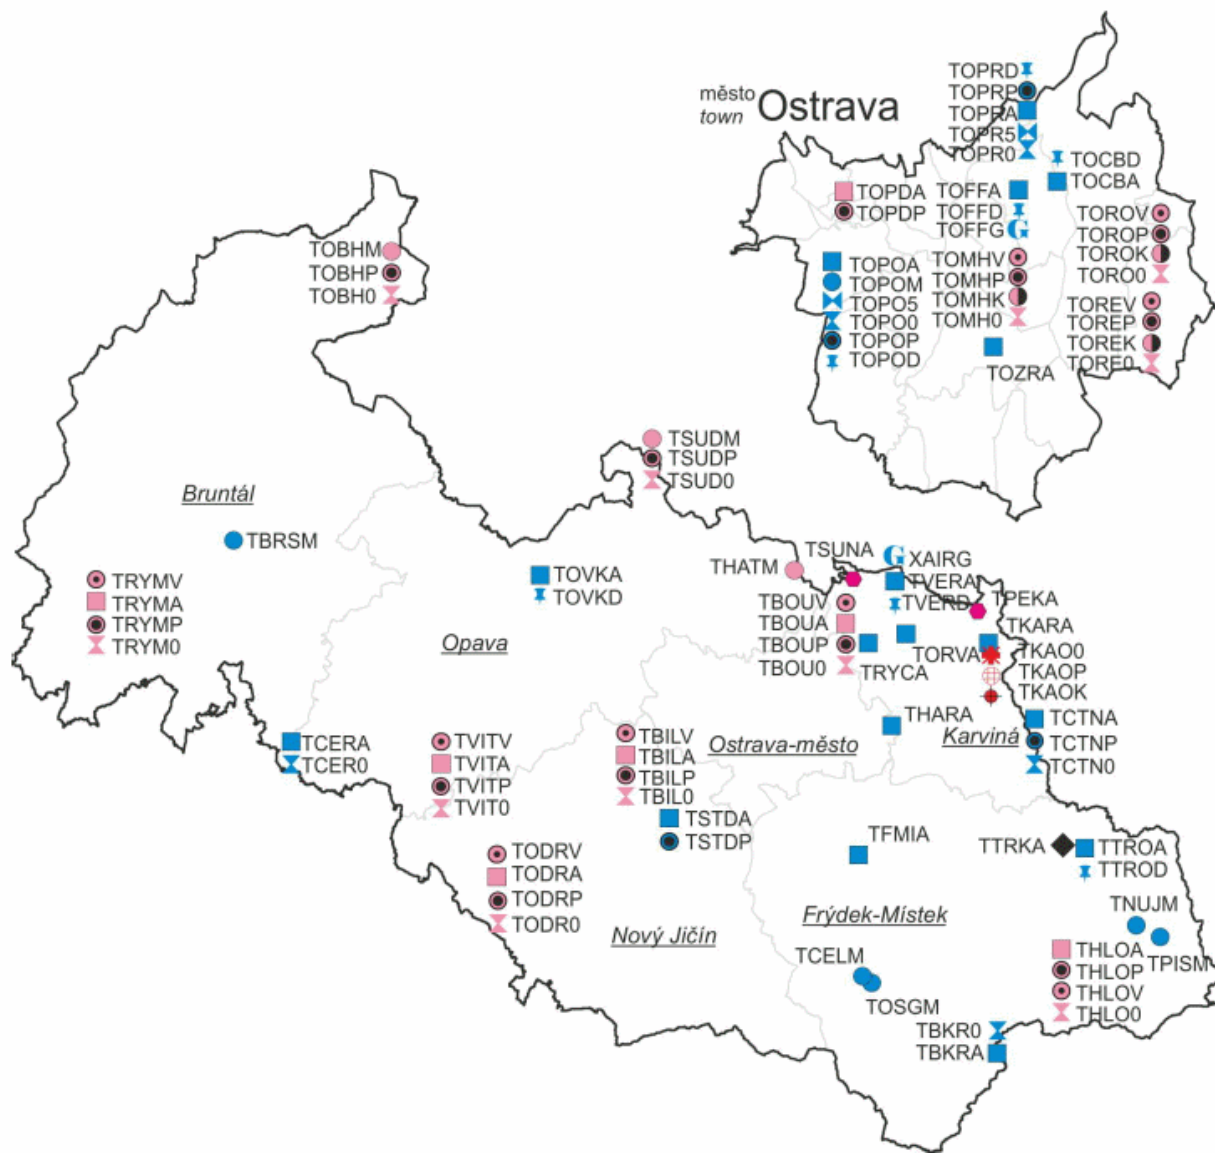 město
town
Ostrava
TOPRD
TOPRP
TOPRA
TOPR5
TOPR0
TOCBD
TOCBA
TOPDA
TOPDP
TOFFA
TOFFD
TOFFG
TOROV
TOROP
TOROK
TORO0
TOPOA
TOPOM
TOPO5
TOPO0
TOPOP
TOPOD
TOMHV
TOMHP
TOMHK
TOMH0
TOREV
TOREP
TOREK
TORE0
TOZRA
TOBHM
TOBHP
TOBH0
TSUDM
TSUDP
TSUD0
Bruntál
TBRSM
TRYMV
TRYMA
TRYMP
TRYM0
TOVKA
TOVKD
Opava
THATM
TSUNA
G XAIRG
TVERA
TVERD
TBOUV
TBOUA
TBOUP
TBOU0
TRYCA
TORVA
TPEKA
TKARA
TKAO0
TKAOP
TKAOK
THARA
Karviná
TCTNA
TCTNP
TCTN0
Ostrava-město
TCERA
TCER0
TVITV
TVITA
TVITP
TVIT0
TBILV
TBILA
TBILP
TBIL0
TSTDA
TSTDP
TODRV
TODRA
TODRP
TODR0
Nový Jičín
TFMIA
Frýdek-Místek
TTRKA
TTROA
TTROD
TNUJM
TPISM
TCELM
TOSGM
THLOA
THLOP
THLOV
THLO0
TBKR0
TBKRA